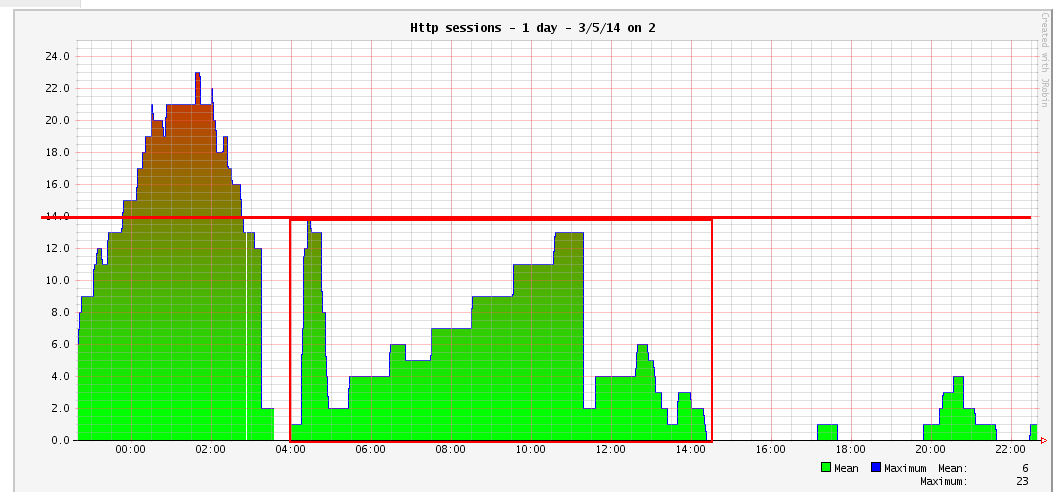 Http sessions - 1 day - 3/5/14 on 2
Created with JRobin
24.0
22.0
20.0
18.0
16.0
14.0
12.0
10.0
8.0
6.0
4.0
2.0
0.0
00:00 02:00 04:00 06:00 08:00 10:00 12:00 14:00 16:00 18:00 20:00 22:00
Mean Maximum Mean: 6
Maximum: 23